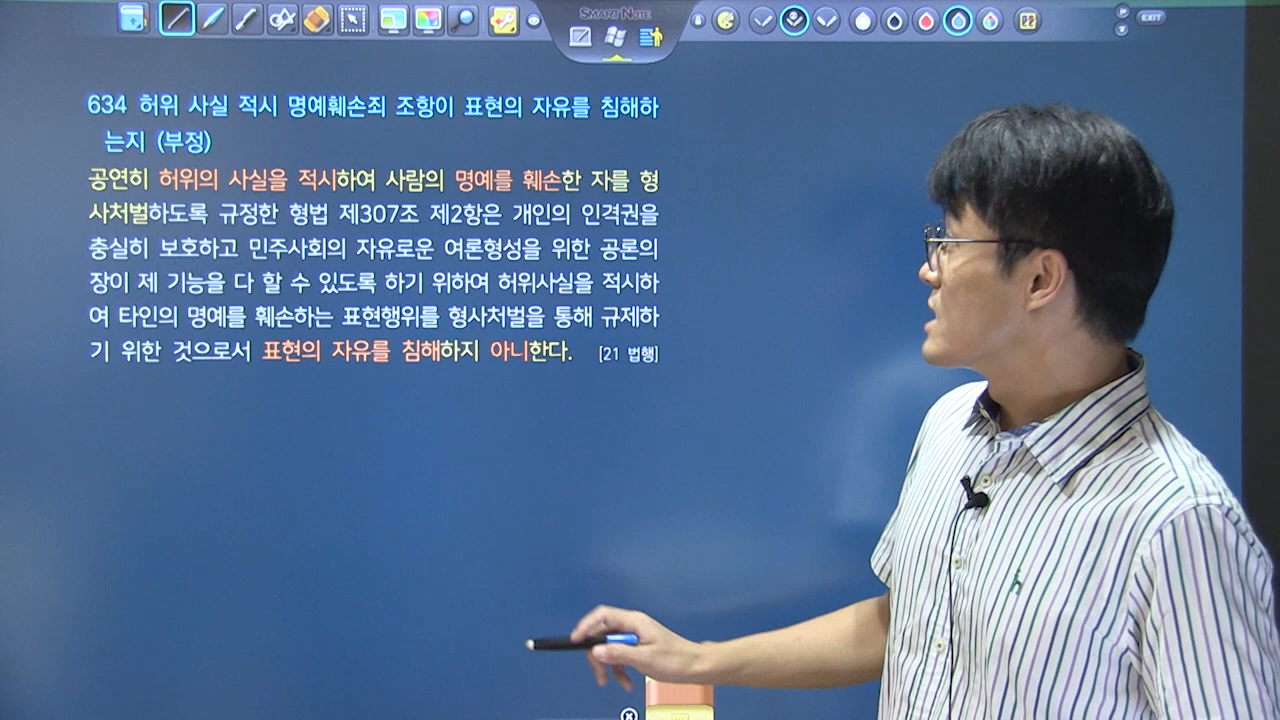 SMART NOTE
EXIT
634 허위 사실 적시 명예훼손죄 조항이 표현의 자유를 침해하
는지 (부정)
공연히 허위의 사실을 적시하여 사람의 명예를 훼손한 자를 형
사처벌하도록 규정한 형법 제307조 제2항은 개인의 인격권을
충실히 보호하고 민주사회의 자유로운 여론형성을 위한 공론의
장이 제 기능을 다 할 수 있도록 하기 위하여 허위사실을 적시하
여 타인의 명예를 훼손하는 표현행위를 형사처벌을 통해 규제하
기 위한 것으로서 표현의 자유를 침해하지 아니한다. [21 법행]